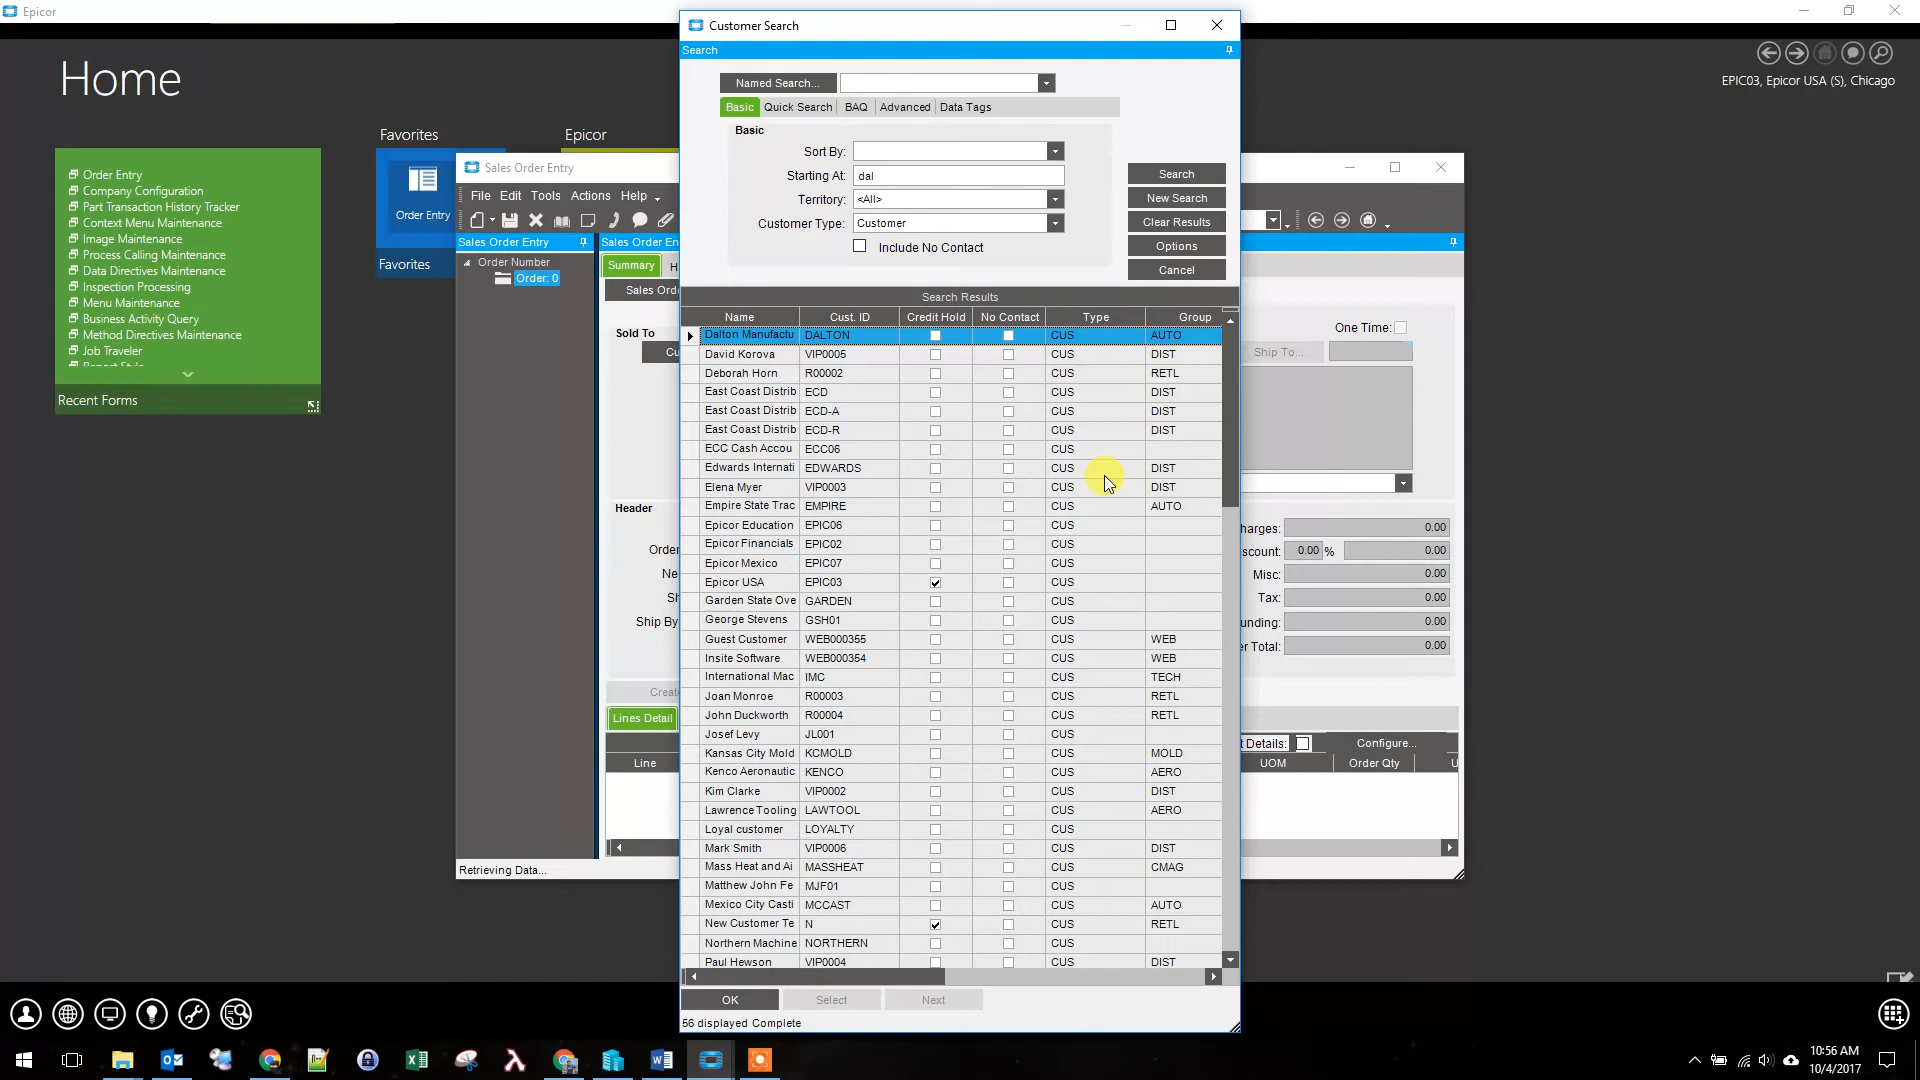 Epicor
Customer Search
Search
Home
EPIC03, Epicor USA (S), Chicago
Named Search...
Basic Quick Search BAQ Advanced Data Tags
Basic
Sort By:
Starting At: dal
Territory: <All>
Customer Type: Customer
Include No Contact
Search
New Search
Clear Results
Options
Cancel
Favorites
Epicor
Order Entry
Company Configuration
Part Transaction History Tracker
Context Menu Maintenance
Image Maintenance
Process Calling Maintenance
Data Directives Maintenance
Inspection Processing
Menu Maintenance
Business Activity Query
Method Directives Maintenance
Job Traveler
Report Style
Recent Forms
Order Entry
Favorites
Sales Order Entry
File Edit Tools Actions Help
Sales Order Entry
Sales Order En
Order Number
Order: 0
Summary H
Sales Ord
Sold To
Cu
One Time:
Ship To...
Header
Order
Ne
Sh
Ship By
Create
harges: 0.00
scount: 0.00 % 0.00
Misc: 0.00
Tax: 0.00
unding: 0.00
er Total: 0.00
Lines Detail
t Details:
Configure...
Line
UOM Order Qty U
Retrieving Data...
Search Results
Name Cust. ID Credit Hold No Contact Type Group
Dalton Manufactu DALTON CUS AUTO
David Korova VIP0005 CUS DIST
Deborah Horn R00002 CUS RETL
East Coast Distrib ECD CUS DIST
East Coast Distrib ECD-A CUS DIST
East Coast Distrib ECD-R CUS DIST
ECC Cash Accou ECC06 CUS
Edwards Internati EDWARDS CUS DIST
Elena Myer VIP0003 CUS DIST
Empire State Trac EMPIRE CUS AUTO
Epicor Education EPIC06 CUS
Epicor Financials EPIC02 CUS
Epicor Mexico EPIC07 CUS
Epicor USA EPIC03 CUS
Garden State Ove GARDEN CUS
George Stevens GSH01 CUS
Guest Customer WEB000355 CUS WEB
Insite Software WEB000354 CUS WEB
International Mac IMC CUS TECH
Joan Monroe R00003 CUS RETL
John Duckworth R00004 CUS RETL
Josef Levy JL001 CUS
Kansas City Mold KCMOLD CUS MOLD
Kenco Aeronautic KENCO CUS AERO
Kim Clarke VIP0002 CUS DIST
Lawrence Tooling LAWTOOL CUS AERO
Loyal customer LOYALTY CUS
Mark Smith VIP0006 CUS DIST
Mass Heat and Ai MASSHEAT CUS CMAG
Matthew John Fe MJF01 CUS
Mexico City Casti MCCAST CUS AUTO
New Customer Te N CUS RETL
Northern Machine NORTHERN CUS
Paul Hewson VIP0004 CUS DIST
OK Select Next
56 displayed Complete
10:56 AM
10/4/2017